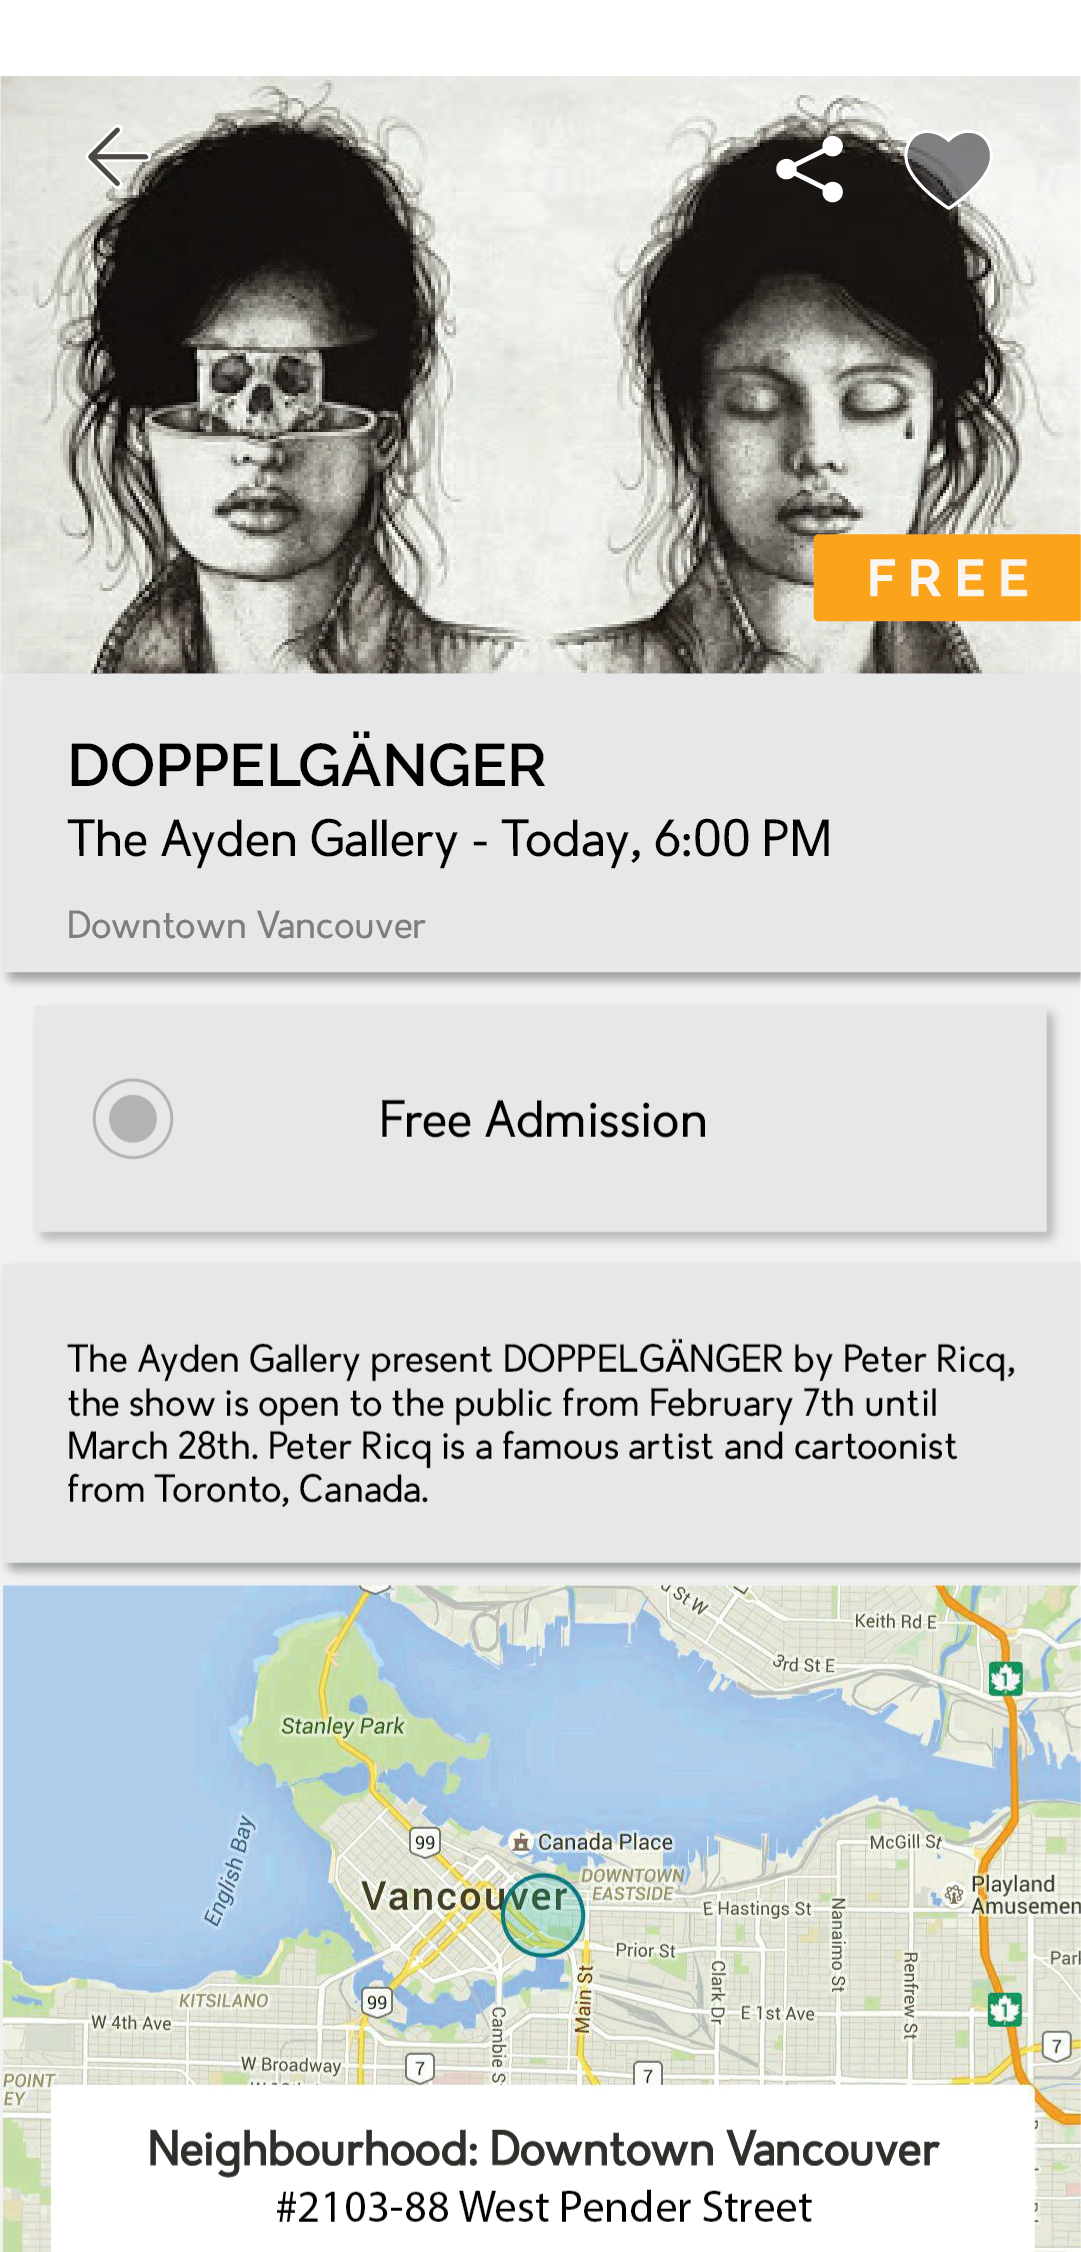 FREE
DOPPELGÄNGER
The Ayden Gallery - Today, 6:00 PM
Downtown Vancouver
Free Admission
The Ayden Gallery present DOPPELGÄNGER by Peter Ricq,
the show is open to the public from February 7th until
March 28th. Peter Ricq is a famous artist and cartoonist
from Toronto, Canada.
St W
Keith Rd E
3rd St E
1
Stanley Park
99
Canada Place
McGill St
English Bay
DOWNTOWN
EASTSIDE
Vancouver
Playland
Amusemen
E Hastings St
Nanaimo St
Prior St
Renfrew St
Park
Clark Dr
Main St
KITSILANO
99
W 4th Ave
Cambie S
E 1st Ave
1
W Broadway
7
7
7
POINT
EY
Neighbourhood: Downtown Vancouver
#2103-88 West Pender Street